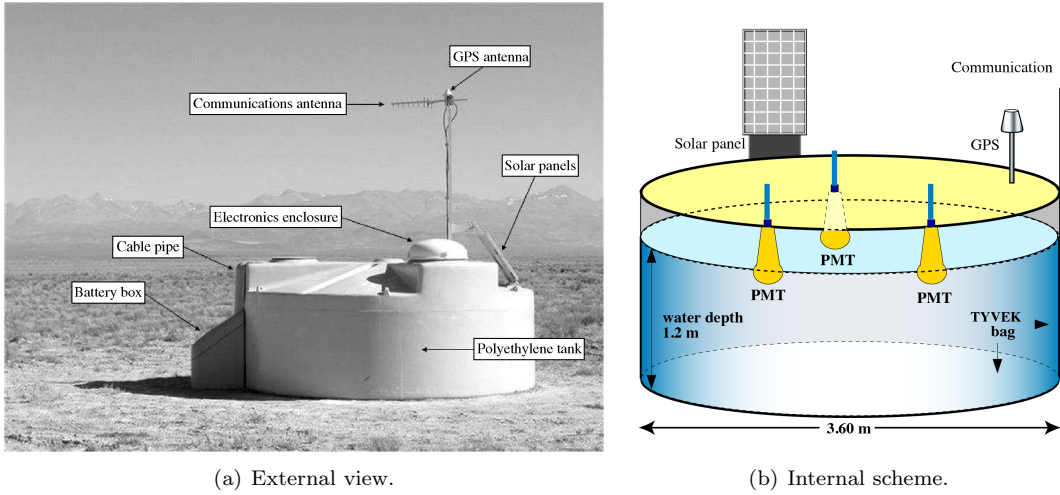 GPS antenna
Communications antenna
Solar panels
Electronics enclosure
Cable pipe
Battery box
Polyethylene tank
(a) External view.
Communication
Solar panel
GPS
PMT
PMT
PMT
water depth
1.2 m
TYVEK
bag
3.60 m
(b) Internal scheme.